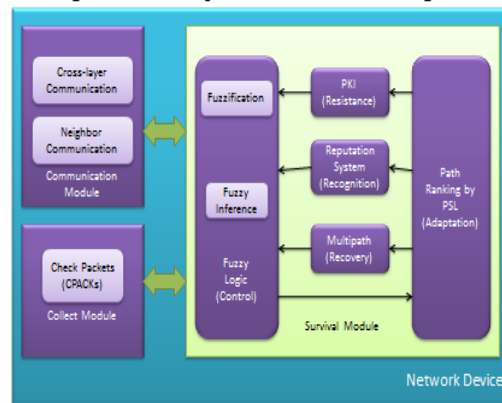 Cross-layer
Communication
Neighbor
Communication
Communication
Module
Check Packets
(CPACKs)
Collect Module
Fuzzification
Fuzzy
Inference
Fuzzy
Logic
(Control)
PKI
(Resistance)
Reputation
System
(Recognition)
Multipath
(Recovery)
Path
Ranking by
PSL
(Adaptation)
Survival Module
Network Device